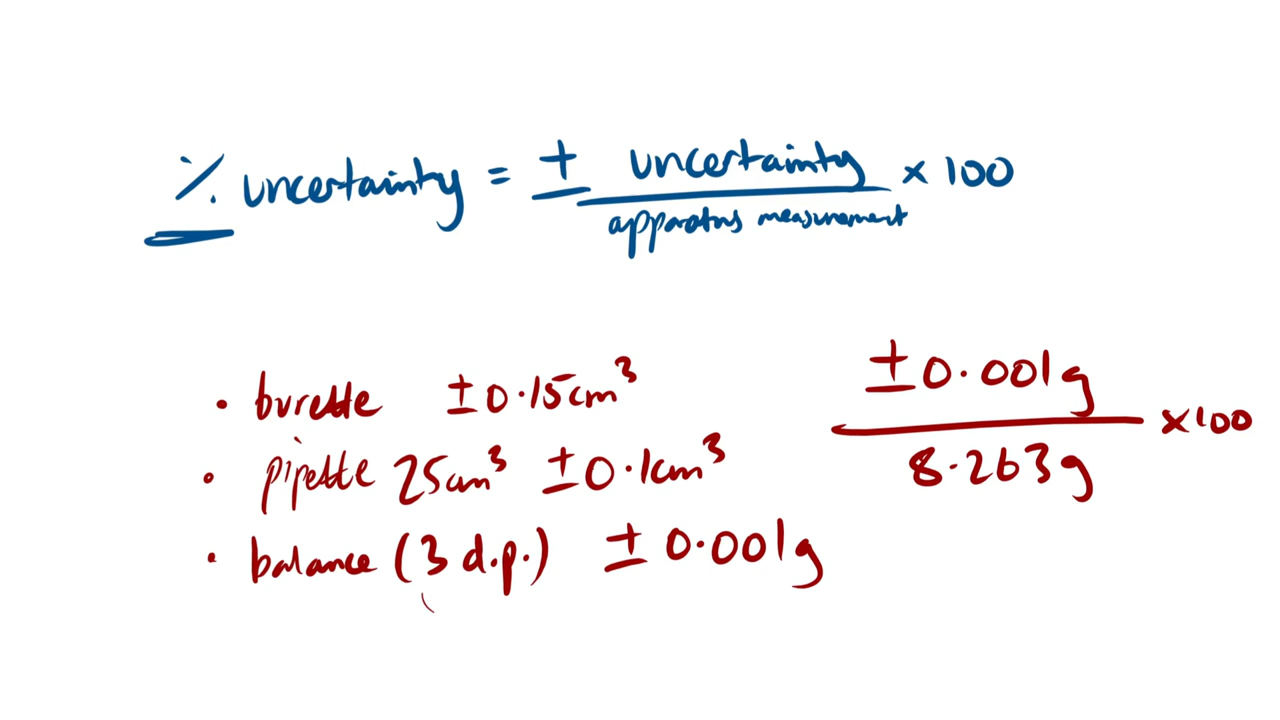 % uncertainty = ± uncertainty / apparatus measurement × 100
• burette ±0.15cm³
• pipette 25cm³ ±0.1cm³
• balance (3 d.p.) ±0.001g
±0.001g / 8.263g ×100